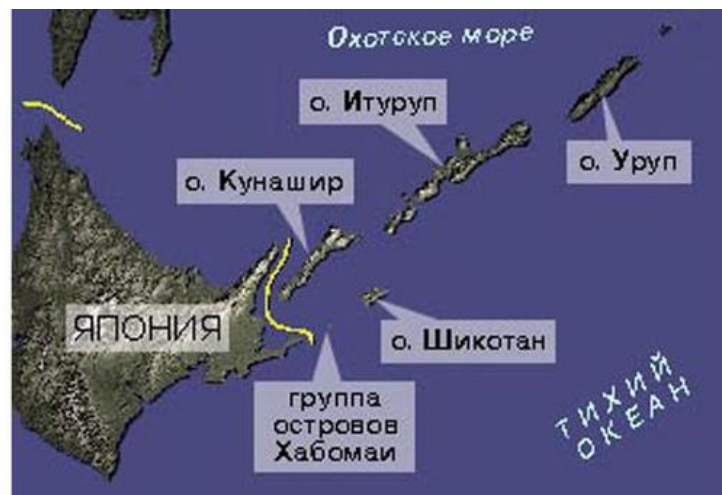 Охотское море
о. Итуруп
о. Уруп
о. Кунашир
ЯПОНИЯ
о. Шикотан
группа
островов
Хабомаи
ТИХИЙ
ОКЕАН